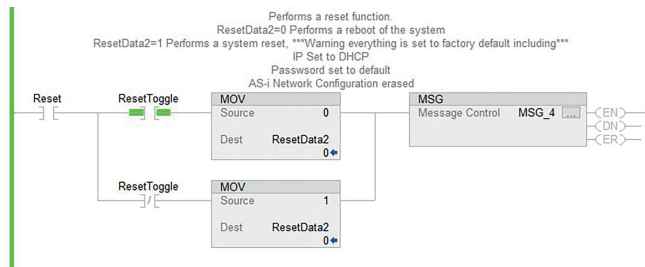 Performs a reset function.
ResetData2=0 Performs a reboot of the system
ResetData2=1 Performs a system reset, ***Warning everything is set to factory default including***
IP Set to DHCP
Passwsord set to default
AS-i Network Configuration erased
Reset ResetToggle MOV MSG
Source 0 Message Control MSG_4 ... EN
DN
Dest ResetData2 ER
0
ResetToggle MOV
Source 1
Dest ResetData2
0